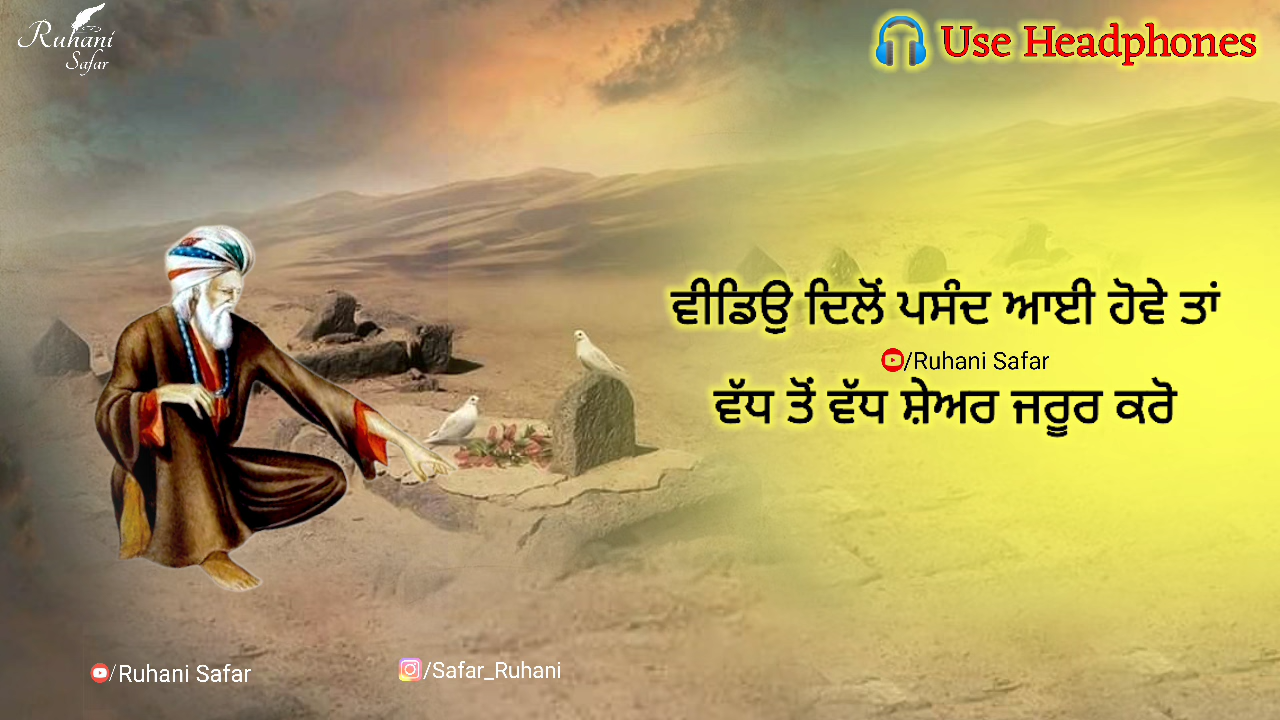 Ruhani
Safar
Use Headphones
ਵੀਡਿਉ ਦਿਲੋਂ ਪਸੰਦ ਆਈ ਹੋਵੇ ਤਾਂ
/Ruhani Safar
ਵੱਧ ਤੋਂ ਵੱਧ ਸ਼ੇਅਰ ਜਰੂਰ ਕਰੋ
/Ruhani Safar
/Safar_Ruhani